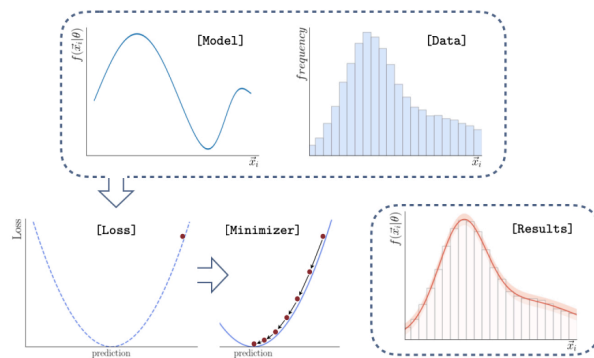 f(x⃗ᵢ|θ)
[Model]
x⃗ᵢ
frequency
[Data]
x⃗ᵢ
Loss
[Loss]
prediction
[Minimizer]
prediction
f(x⃗ᵢ|θ)
[Results]
x⃗ᵢ